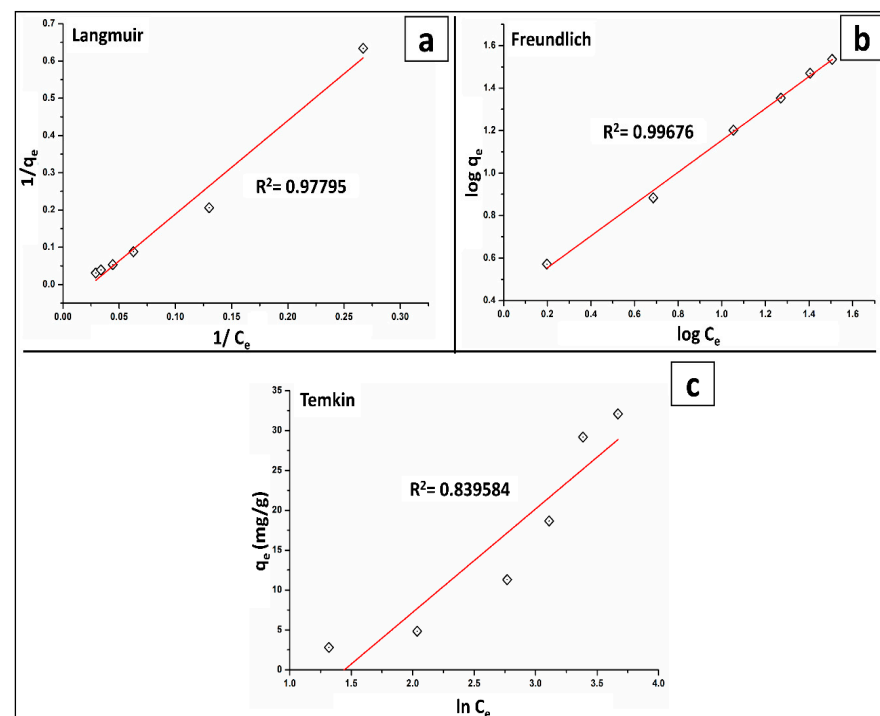 Langmuir
a
0.7
0.6
0.5
0.4
0.3
0.2
0.1
0.0
1/qₑ
R²= 0.97795
0.00 0.05 0.10 0.15 0.20 0.25 0.30
1/ Cₑ
Freundlich
b
1.6
1.4
1.2
1.0
0.8
0.6
0.4
log qₑ
R²= 0.99676
0.0 0.2 0.4 0.6 0.8 1.0 1.2 1.4 1.6
log Cₑ
Temkin
c
35
30
25
20
15
10
5
0
qₑ (mg/g)
R²= 0.839584
1.0 1.5 2.0 2.5 3.0 3.5 4.0
ln Cₑ